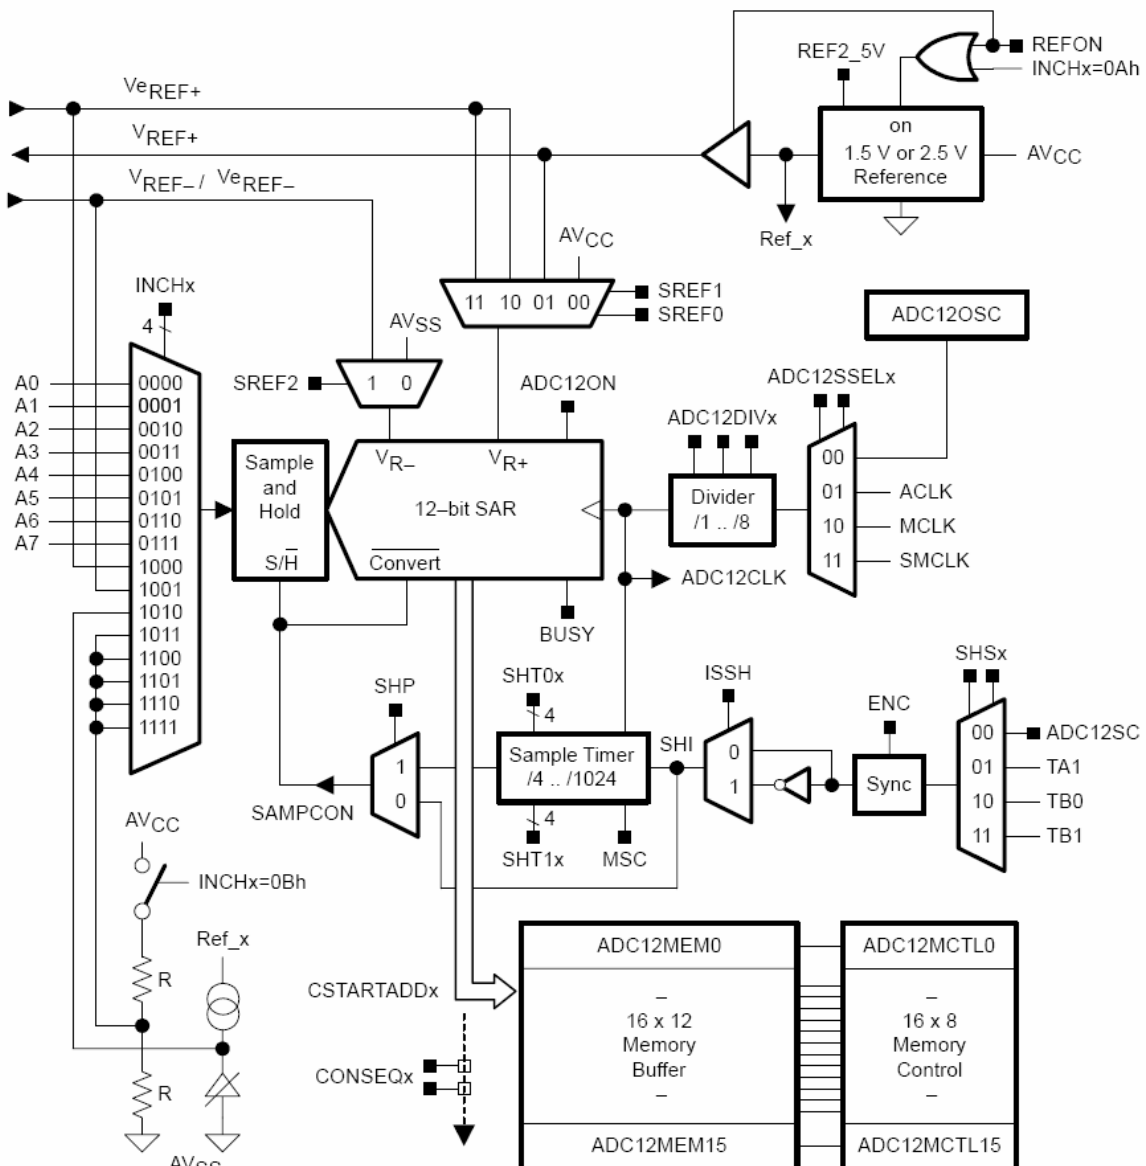 REF2_5V
REFON
INCHx=0Ah
VeREF+
VREF+
VREF– / VeREF–
on
1.5 V or 2.5 V
Reference
AVCC
Ref_x
AVCC
INCHx
4
11 10 01 00
SREF1
SREF0
AVSS
ADC12OSC
SREF2
1 0
ADC12ON
ADC12SSELx
ADC12DIVx
A0 0000
A1 0001
A2 0010
A3 0011
A4 0100
A5 0101
A6 0110
A7 0111
1000
1001
1010
1011
1100
1101
1110
1111
Sample
and
Hold
S/H
VR–
VR+
12–bit SAR
Convert
Divider
/1 .. /8
00
01 ACLK
10 MCLK
11 SMCLK
ADC12CLK
BUSY
SHP
SHT0x
4
ISSH
ENC
SHSx
1
0
SAMPCON
Sample Timer
/4 .. /1024
SHI
0
1
Sync
00 ADC12SC
01 TA1
10 TB0
11 TB1
4
SHT1x
MSC
AVCC
INCHx=0Bh
Ref_x
R
R
AVSS
CSTARTADDx
CONSEQx
ADC12MEM0
–
16 x 12
Memory
Buffer
–
ADC12MEM15
ADC12MCTL0
–
16 x 8
Memory
Control
–
ADC12MCTL15